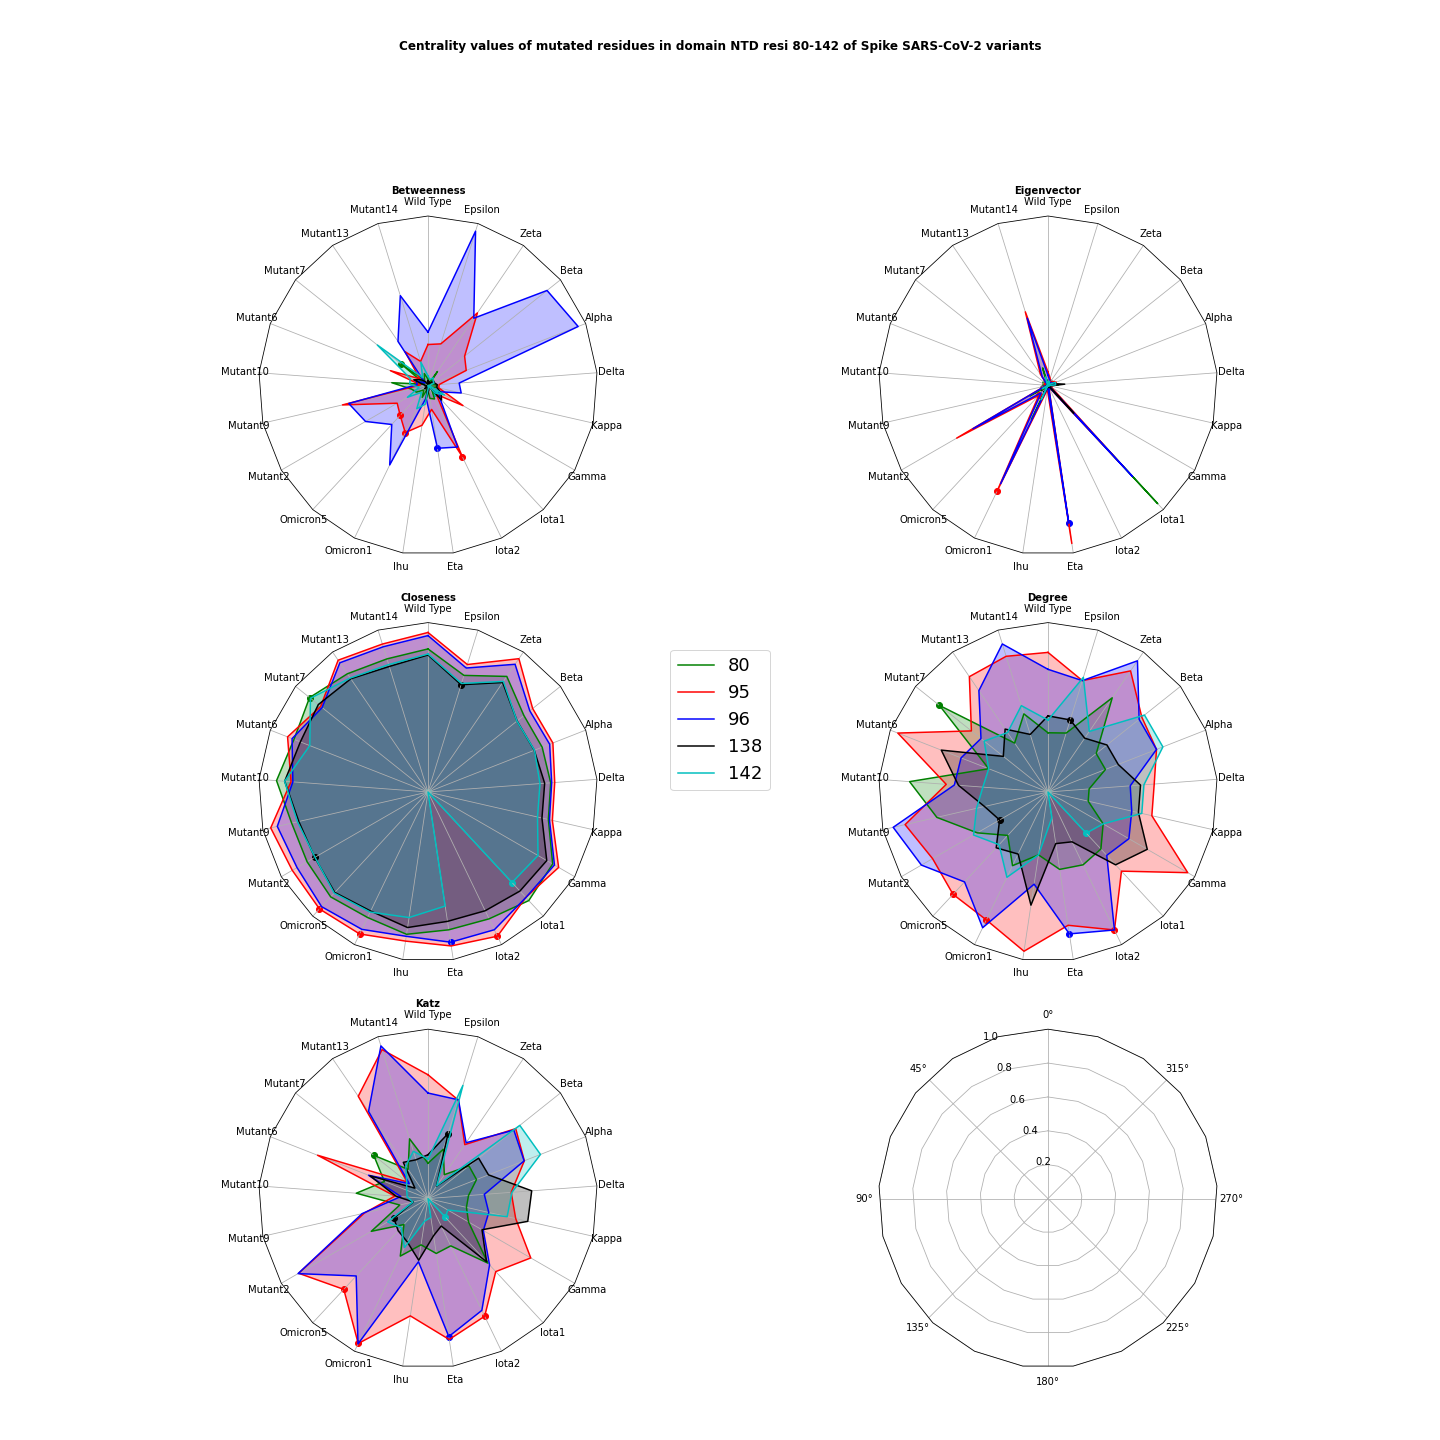 Centrality values of mutated residues in domain NTD resi 80-142 of Spike SARS-CoV-2 variants
Betweenness
Wild Type
Mutant14
Epsilon
Mutant13
Zeta
Mutant7
Beta
Mutant6
Alpha
Mutant10
Delta
Mutant9
Kappa
Mutant2
Gamma
Omicron5
Iota1
Omicron1
Iota2
Ihu
Eta
Eigenvector
Wild Type
Mutant14
Epsilon
Mutant13
Zeta
Mutant7
Beta
Mutant6
Alpha
Mutant10
Delta
Mutant9
Kappa
Mutant2
Gamma
Omicron5
Iota1
Omicron1
Iota2
Ihu
Eta
Closeness
Wild Type
Mutant14
Epsilon
Mutant13
Zeta
Mutant7
Beta
Mutant6
Alpha
Mutant10
Delta
Mutant9
Kappa
Mutant2
Gamma
Omicron5
Iota1
Omicron1
Iota2
Ihu
Eta
80
95
96
138
142
Degree
Wild Type
Mutant14
Epsilon
Mutant13
Zeta
Mutant7
Beta
Mutant6
Alpha
Mutant10
Delta
Mutant9
Kappa
Mutant2
Gamma
Omicron5
Iota1
Omicron1
Iota2
Ihu
Eta
Katz
Wild Type
Mutant14
Epsilon
Mutant13
Zeta
Mutant7
Beta
Mutant6
Alpha
Mutant10
Delta
Mutant9
Kappa
Mutant2
Gamma
Omicron5
Iota1
Omicron1
Iota2
Ihu
Eta
0°
1.0
0.8
45°
315°
0.6
0.4
0.2
90°
270°
135°
225°
180°